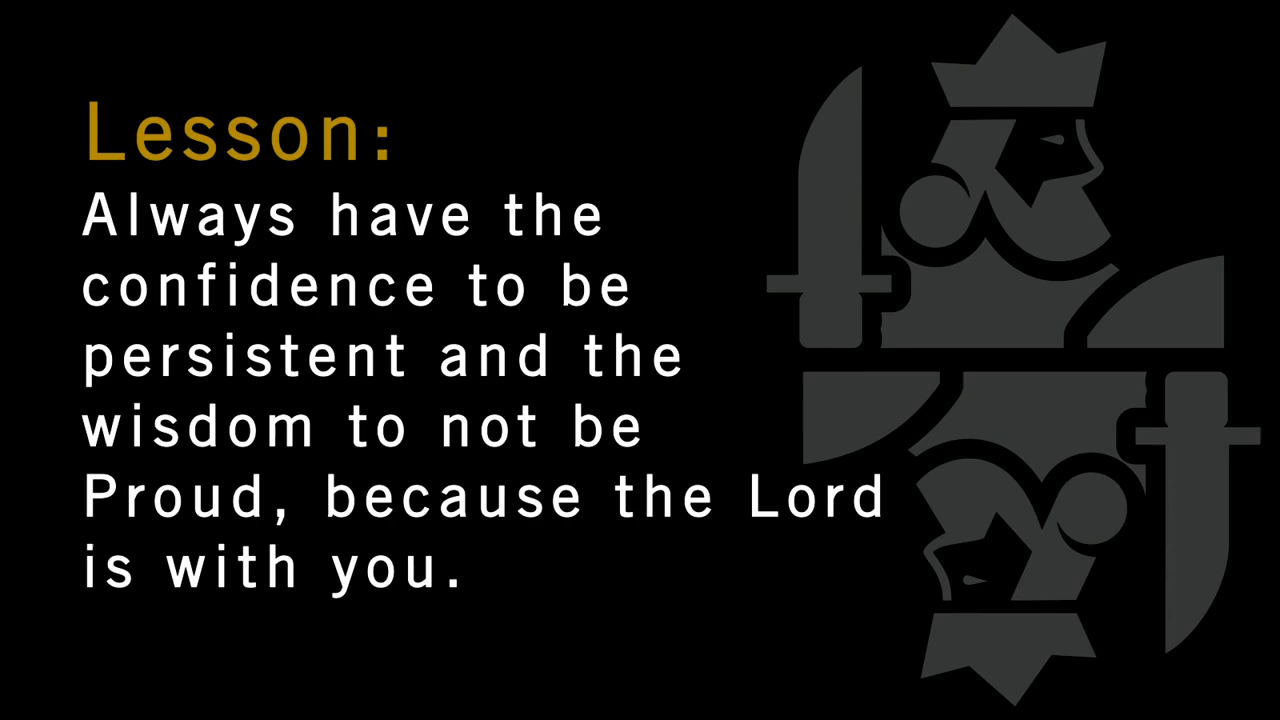 Lesson:
Always have the
confidence to be
persistent and the
wisdom to not be
Proud, because the Lord
is with you.